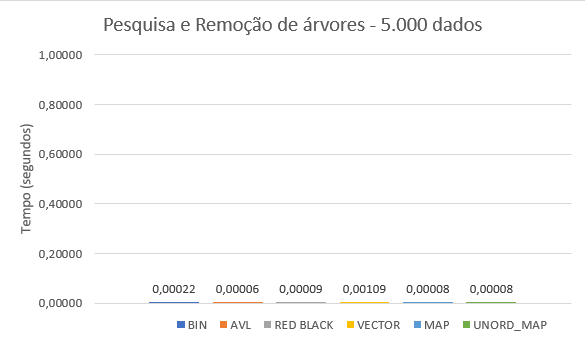 Pesquisa e Remoção de árvores - 5.000 dados
Tempo (segundos)
1,00000
0,80000
0,60000
0,40000
0,20000
0,00000
0,00022 0,00006 0,00009 0,00109 0,00008 0,00008
BIN AVL RED BLACK VECTOR MAP UNORD_MAP